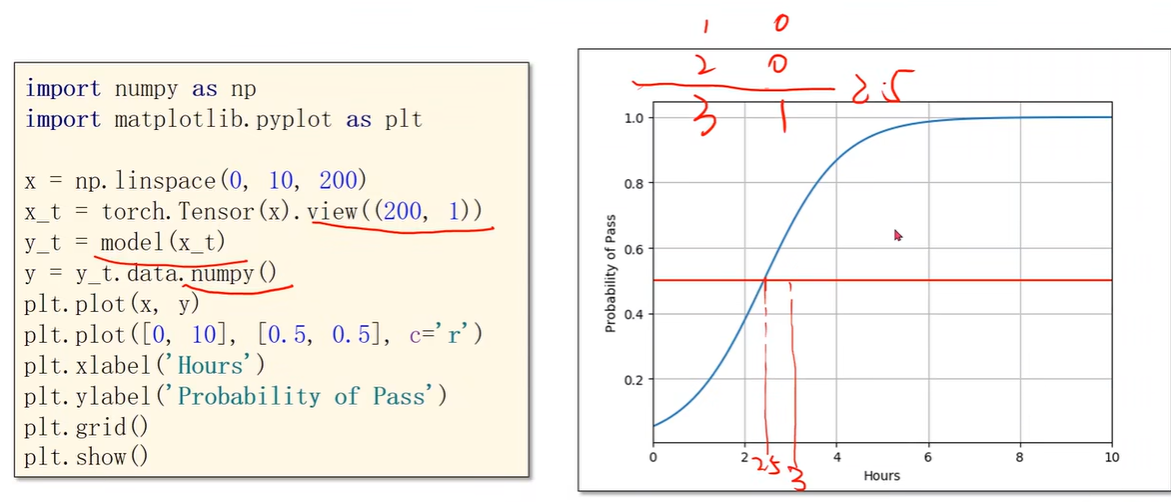 import numpy as np
import matplotlib.pyplot as plt
x = np.linspace(0, 10, 200)
x_t = torch.Tensor(x).view((200, 1))
y_t = model(x_t)
y = y_t.data.numpy()
plt.plot(x, y)
plt.plot([0, 10], [0.5, 0.5], c='r')
plt.xlabel('Hours')
plt.ylabel('Probability of Pass')
plt.grid()
plt.show()
1 0
2 0
3 1
2.5
1.0
0.8
0.6
0.4
0.2
Probability of Pass
0 2 4 6 8 10
2.5 3
Hours